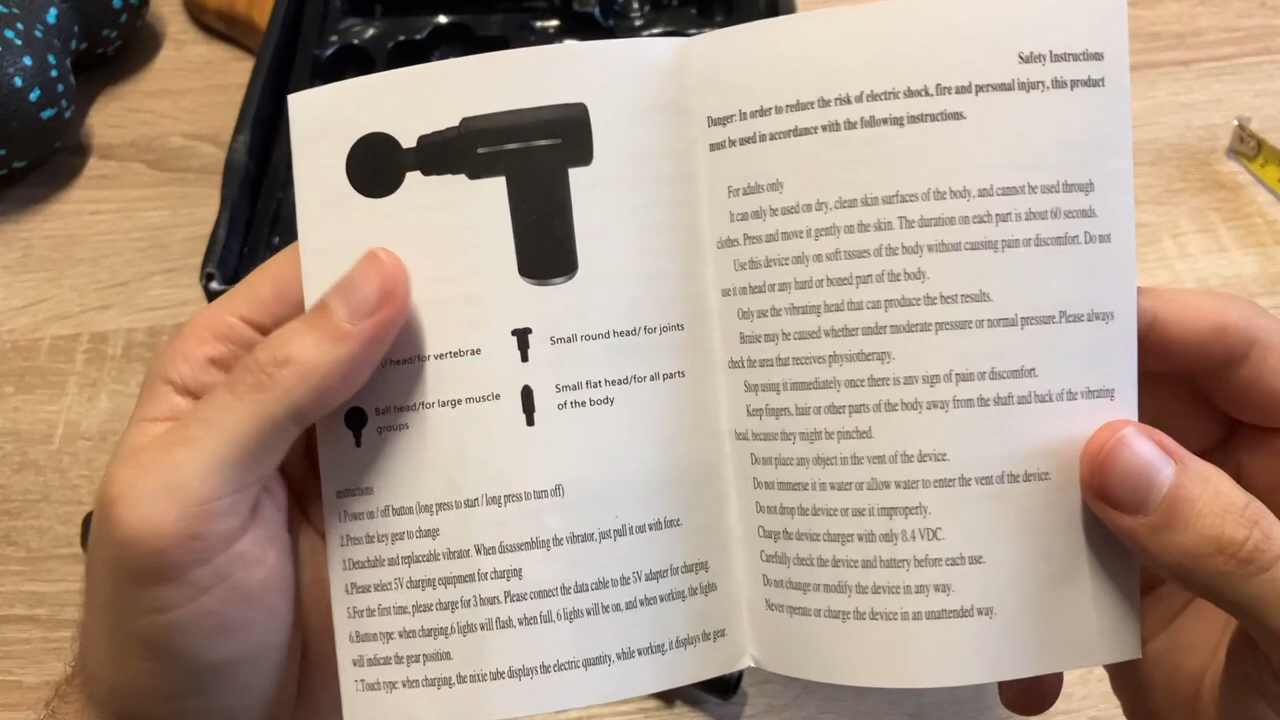 head/for vertebrae
Small round head/ for joints
Ball head/for large muscle
groups
Small flat head/for all parts
of the body
nstructions
1.Power on / off button (long press to start / long press to turn off)
2.Press the key gear to change
3.Detachable and replaceable vibrator. When disassembling the vibrator, just pull it out with force.
4.Please select 5V charging equipment for charging
5.For the first time, please charge for 3 hours. Please connect the data cable to the 5V adapter for charging.
6.Button type: when charging,6 lights will flash, when full, 6 lights will be on, and when working, the lights
will indicate the gear position.
7.Touch type: when charging, the nixie tube displays the electric quantity, while working, it displays the gear.
Safety Instructions
Danger: In order to reduce the risk of electric shock, fire and personal injury, this product
must be used in accordance with the following instructions.
For adults only
It can only be used on dry, clean skin surfaces of the body, and cannot be used through
clothes. Press and move it gently on the skin. The duration on each part is about 60 seconds.
Use this device only on soft tssues of the body without causing pain or discomfort. Do not
use it on head or any hard or boned part of the body.
Only use the vibrating head that can produce the best results.
Bruise may be caused whether under moderate pressure or normal pressure.Please always
check the area that receives physiotherapy.
Stop using it immediately once there is any sign of pain or discomfort.
Keep fingers, hair or other parts of the body away from the shaft and back of the vibrating
head, because they might be pinched.
Do not place any object in the vent of the device.
Do not immerse it in water or allow water to enter the vent of the device.
Do not drop the device or use it improperly.
Charge the device charger with only 8.4 VDC.
Carefully check the device and battery before each use.
Do not change or modify the device in any way.
Never operate or charge the device in an unattended way.